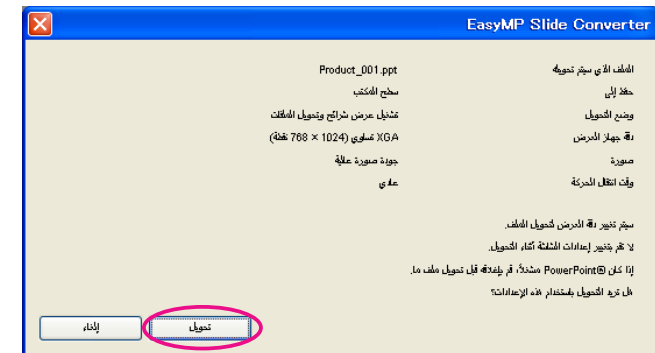 EasyMP Slide Converter
الملف الذي سيتم تحويله Product_001.ppt
حفظ إلى سطح المكتب
وضع التحويل تشغيل عرض شرائح وتحويل الملفات
دقة جهاز العرض XGA تساوي (1024 × 768 نقطة)
صورة جودة صورة عالية
وقت انتقال الحركة عادي
سيتم تغيير دقة العرض لتحويل الملف.
لا تقم بتغيير إعدادات الشاشة أثناء التحويل.
إذا كان PowerPoint® مشغلاً، قم بإغلاقه قبل تحويل ملف ما.
هل تريد التحويل باستخدام هذه الإعدادات؟
تحويل إلغاء